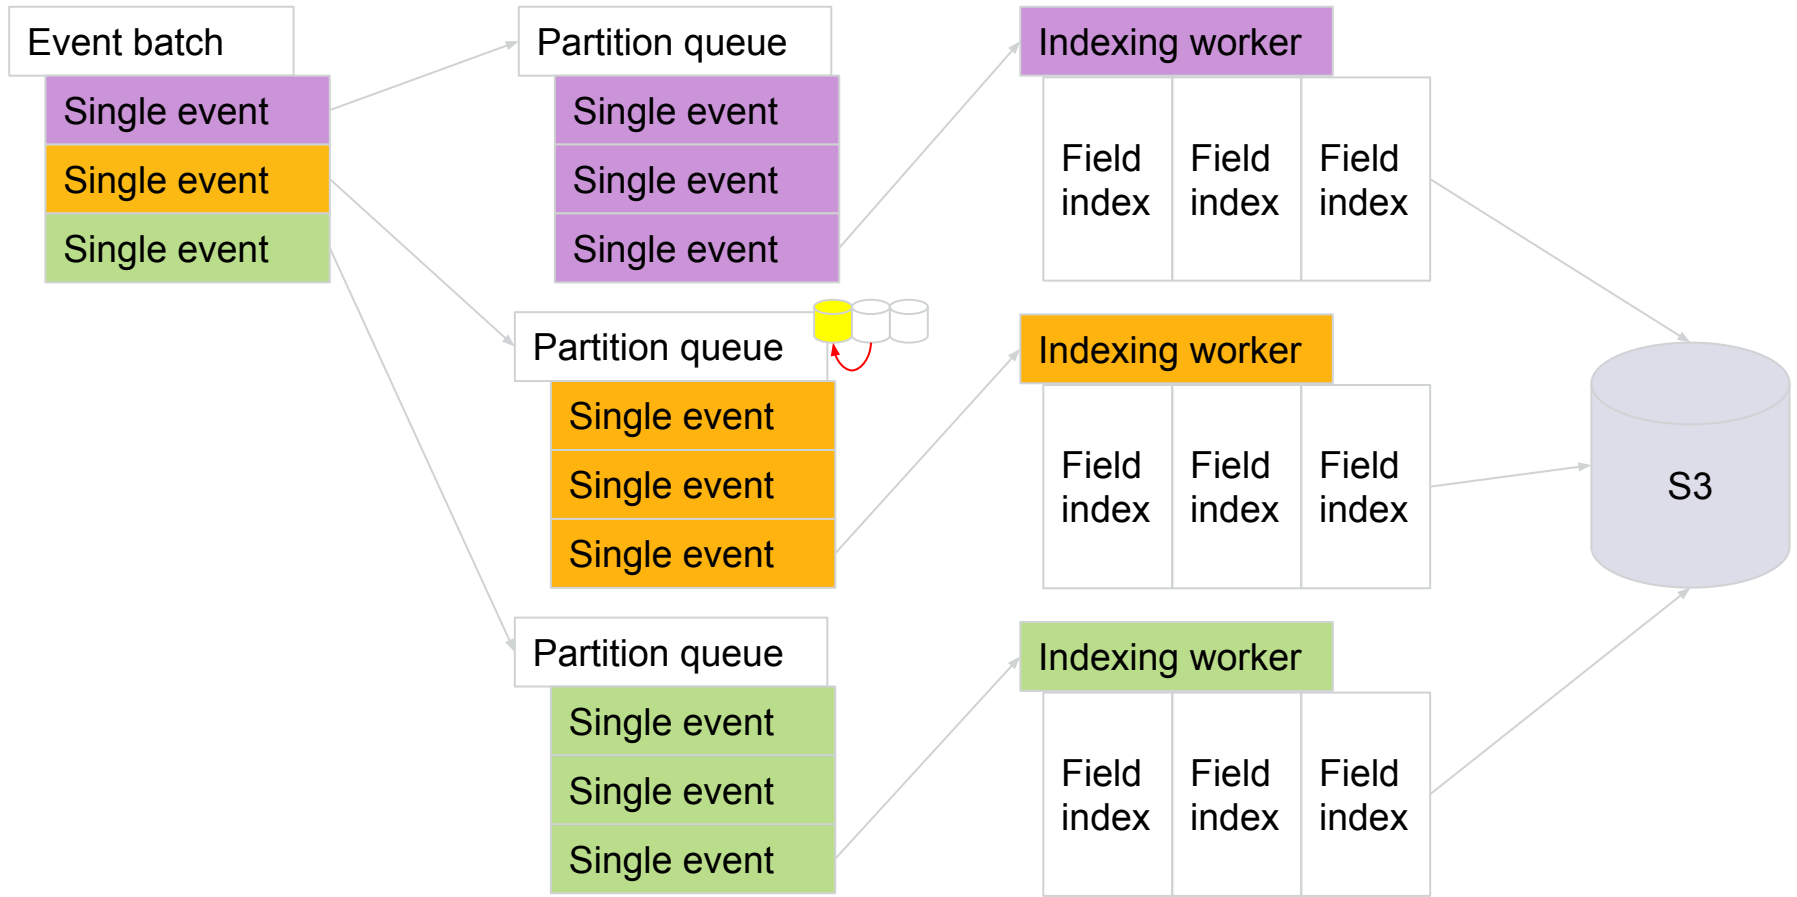 Event batch
Single event
Single event
Single event
Partition queue
Single event
Single event
Single event
Partition queue
Single event
Single event
Single event
Partition queue
Single event
Single event
Single event
Indexing worker
Field
index
Field
index
Field
index
Indexing worker
Field
index
Field
index
Field
index
Indexing worker
Field
index
Field
index
Field
index
S3